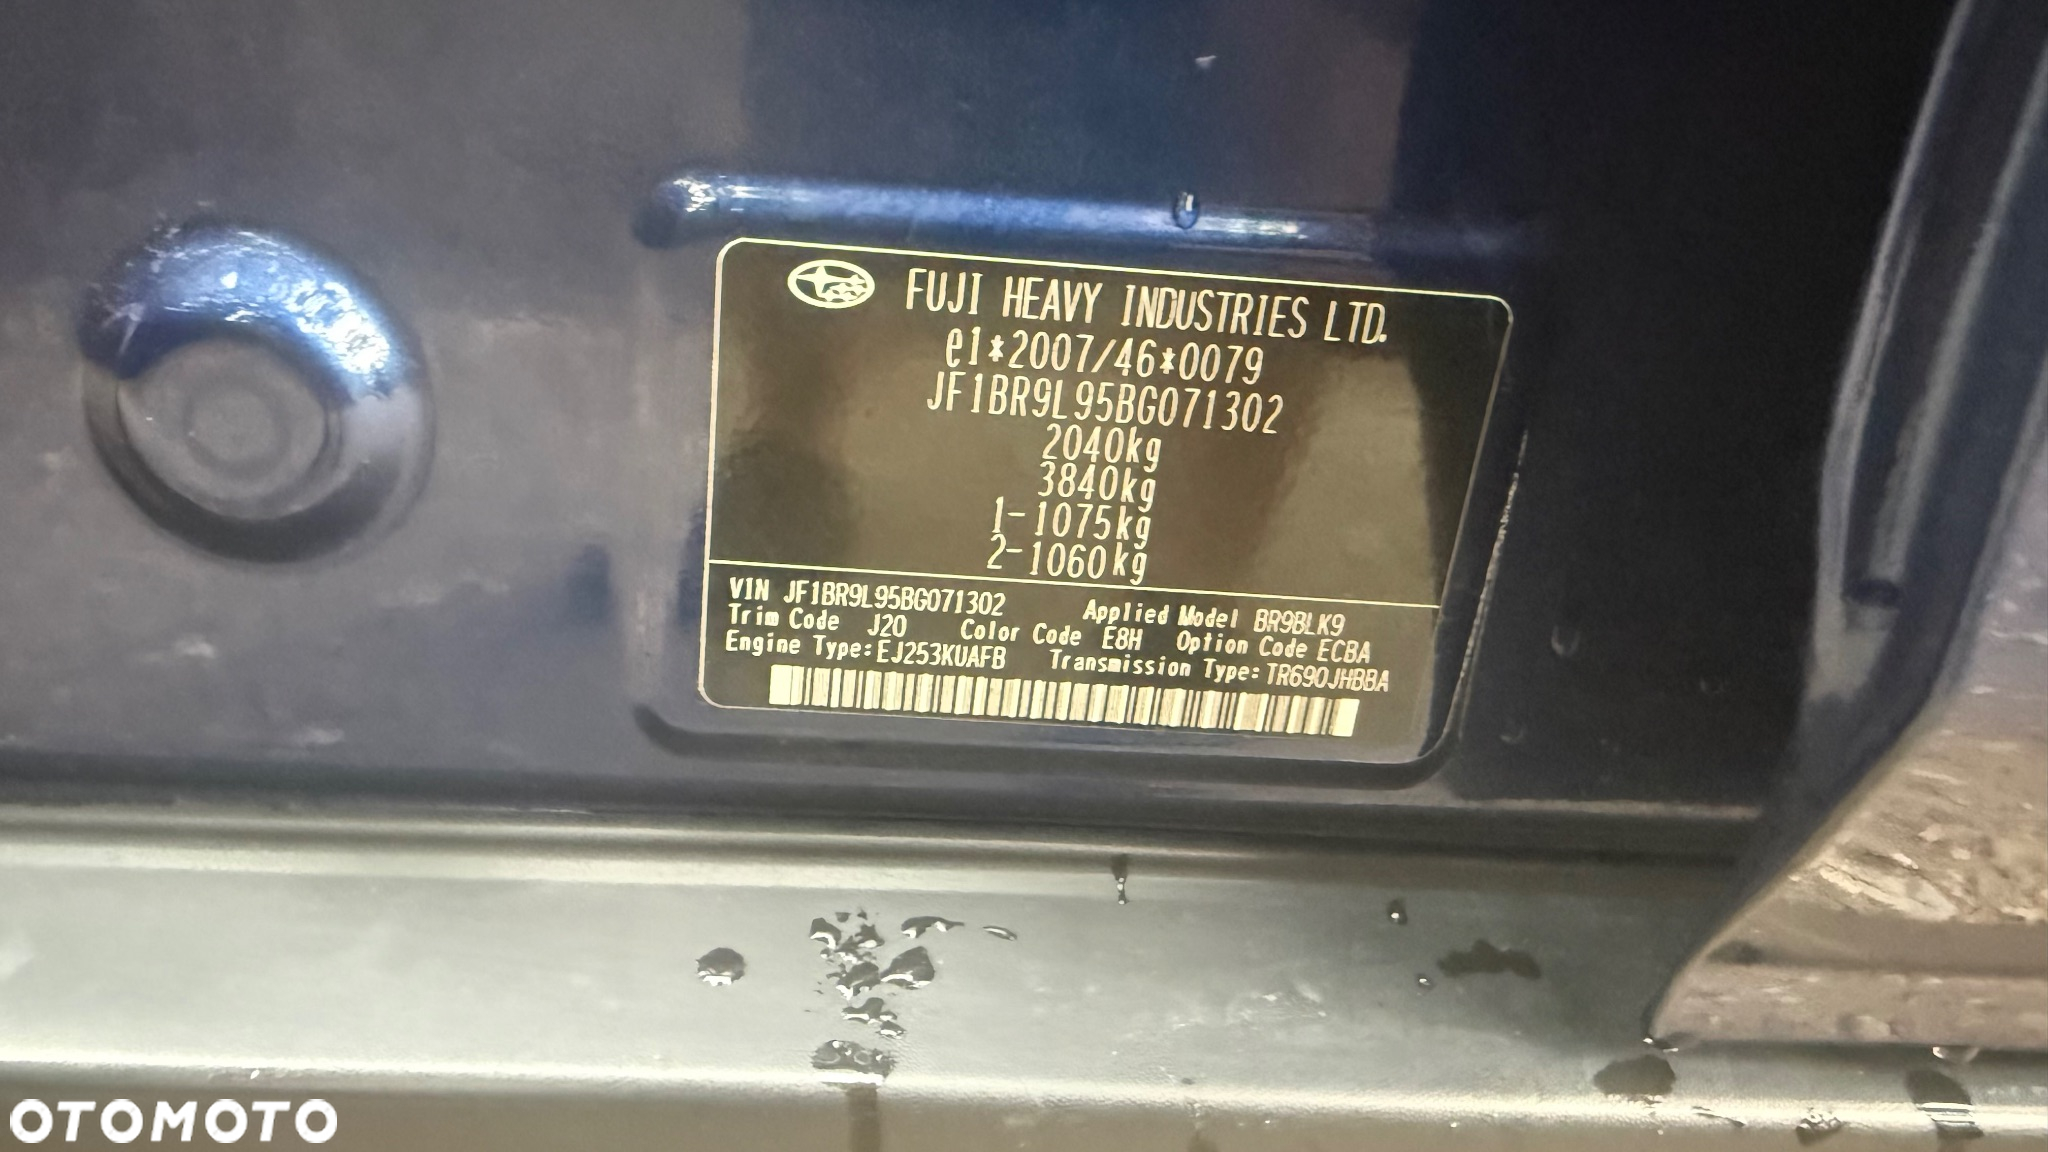 FUJI HEAVY INDUSTRIES LTD.
e1*2007/46*0079
JF1BR9L95BG071302
2040kg
3840kg
1-1075kg
2-1060kg
VIN JF1BR9L95BG071302 Applied Model BR9BLK9
Trim Code J20 Color Code E8H Option Code ECBA
Engine Type:EJ253KUAFB Transmission Type:TR690JHBBA
OTOMOTO